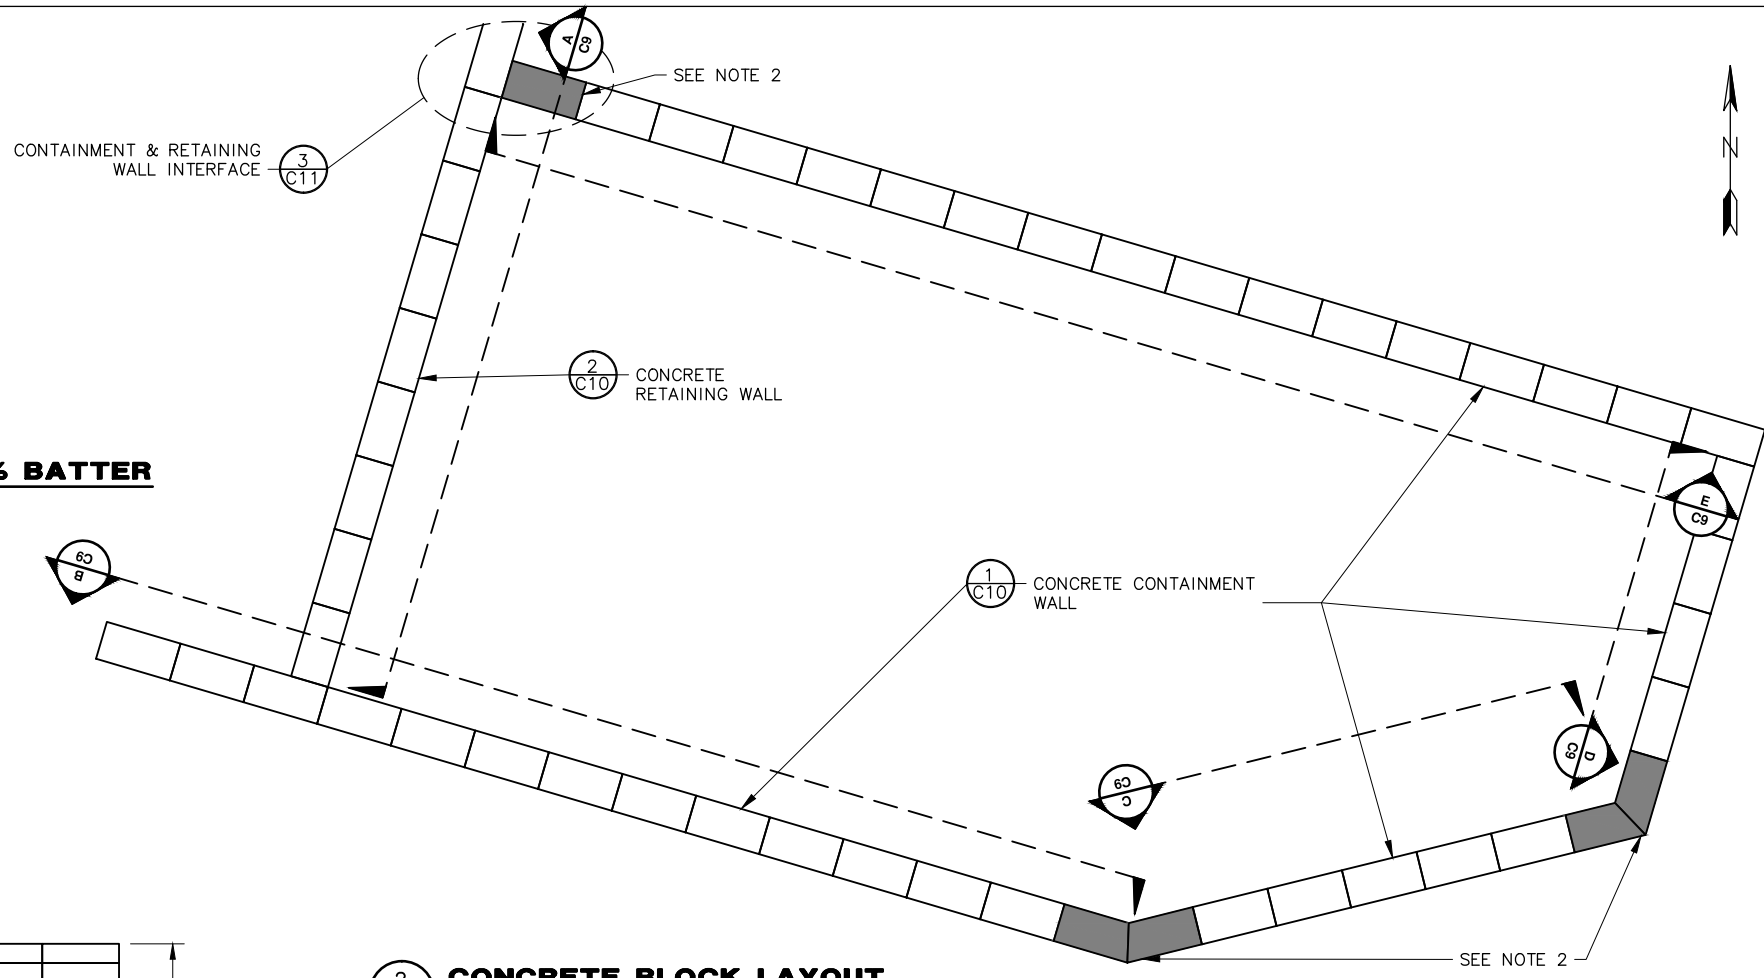 A
C9
SEE NOTE 2
N
CONTAINMENT & RETAINING
WALL INTERFACE
3
C11
2
C10
CONCRETE
RETAINING WALL
% BATTER
E
C9
B
C9
1
C10
CONCRETE CONTAINMENT
WALL
D
C9
C
C9
SEE NOTE 2
CONCRETE BLOCK LAYOUT